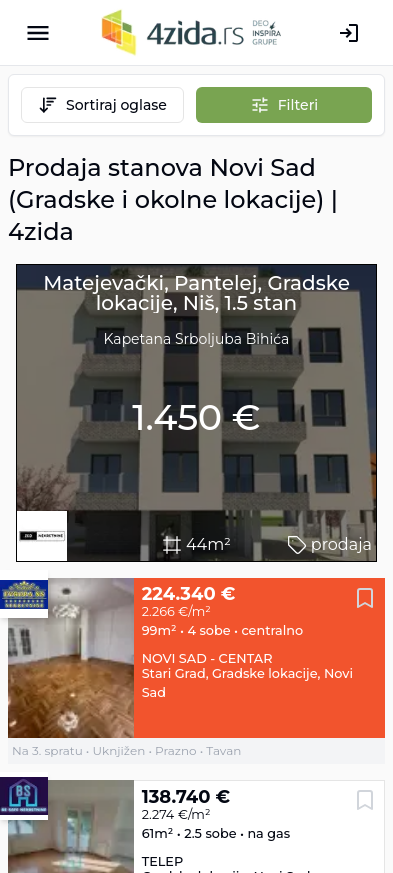 4zida.rs
DEO
INSPIRA
GRUPE
Sortiraj oglase
Filteri
Prodaja stanova Novi Sad
(Gradske i okolne lokacije) |
4zida
Matejevački, Pantelej, Gradske
lokacije, Niš, 1.5 stan
Kapetana Srboljuba Bihića
1.450 €
NEKRETNINE
44m²
prodaja
224.340 €
2.266 €/m²
99m² • 4 sobe • centralno
NOVI SAD - CENTAR
Stari Grad, Gradske lokacije, Novi
Sad
Na 3. spratu • Uknjižen • Prazno • Tavan
BS
138.740 €
2.274 €/m²
61m² • 2.5 sobe • na gas
TELEP